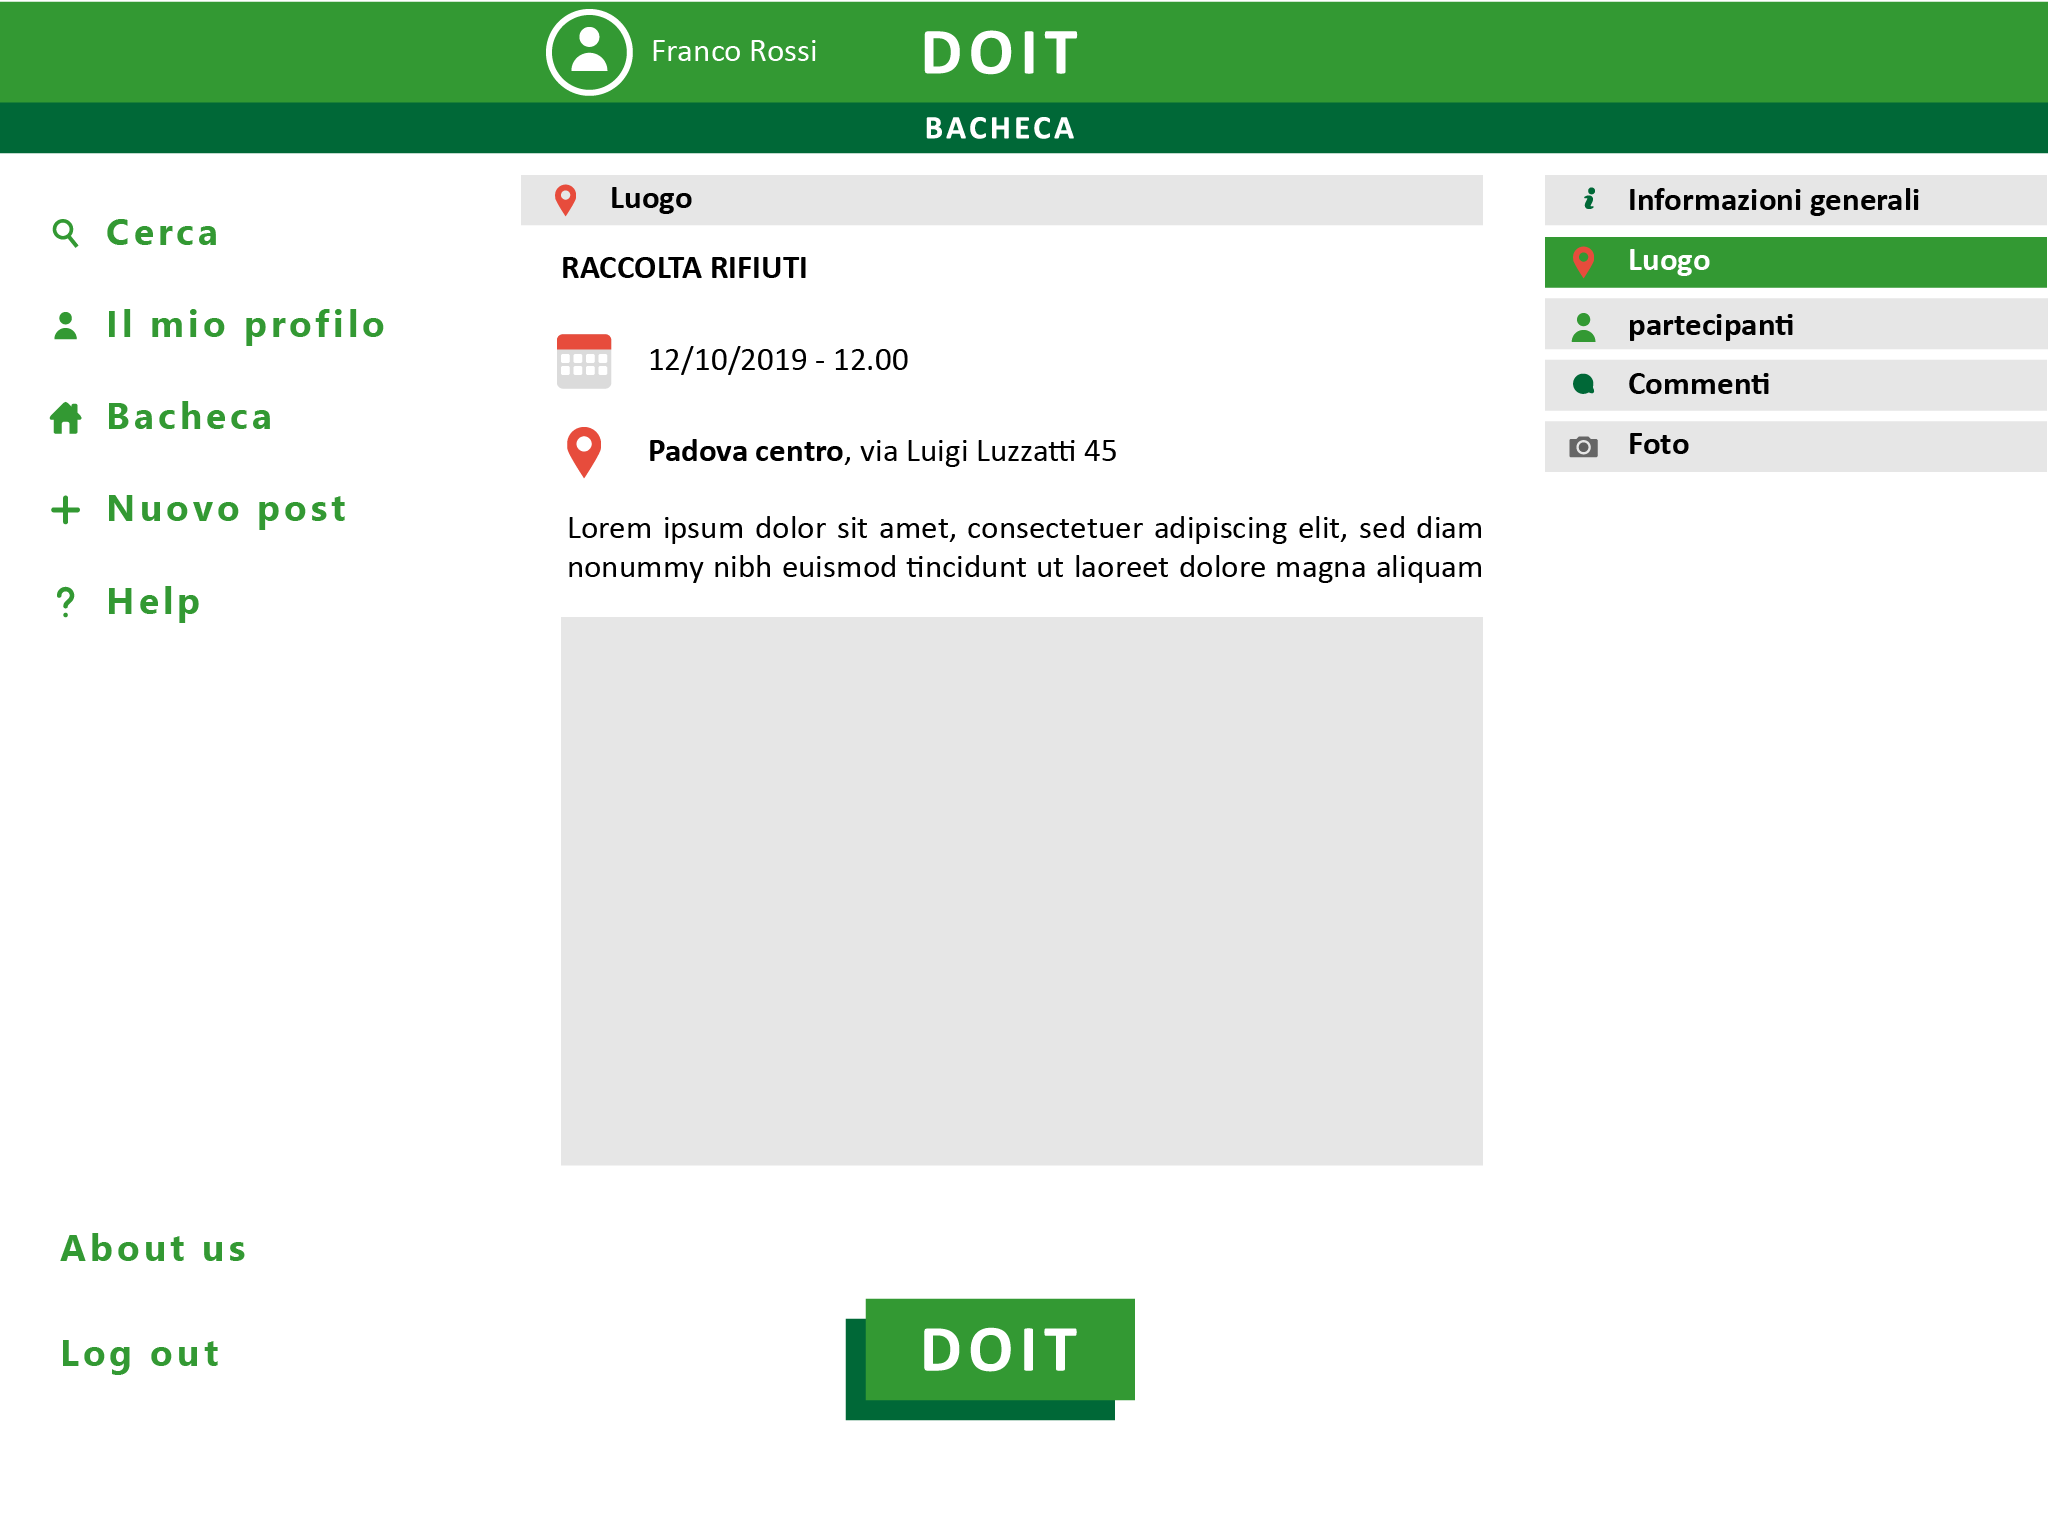 Franco Rossi
DOIT
BACHECA
Cerca
Il mio profilo
Bacheca
Nuovo post
Help
About us
Log out
Luogo
RACCOLTA RIFIUTI
12/10/2019 - 12.00
Padova centro, via Luigi Luzzatti 45
Lorem ipsum dolor sit amet, consectetuer adipiscing elit, sed diam
nonummy nibh euismod tincidunt ut laoreet dolore magna aliquam
DOIT
Informazioni generali
Luogo
partecipanti
Commenti
Foto